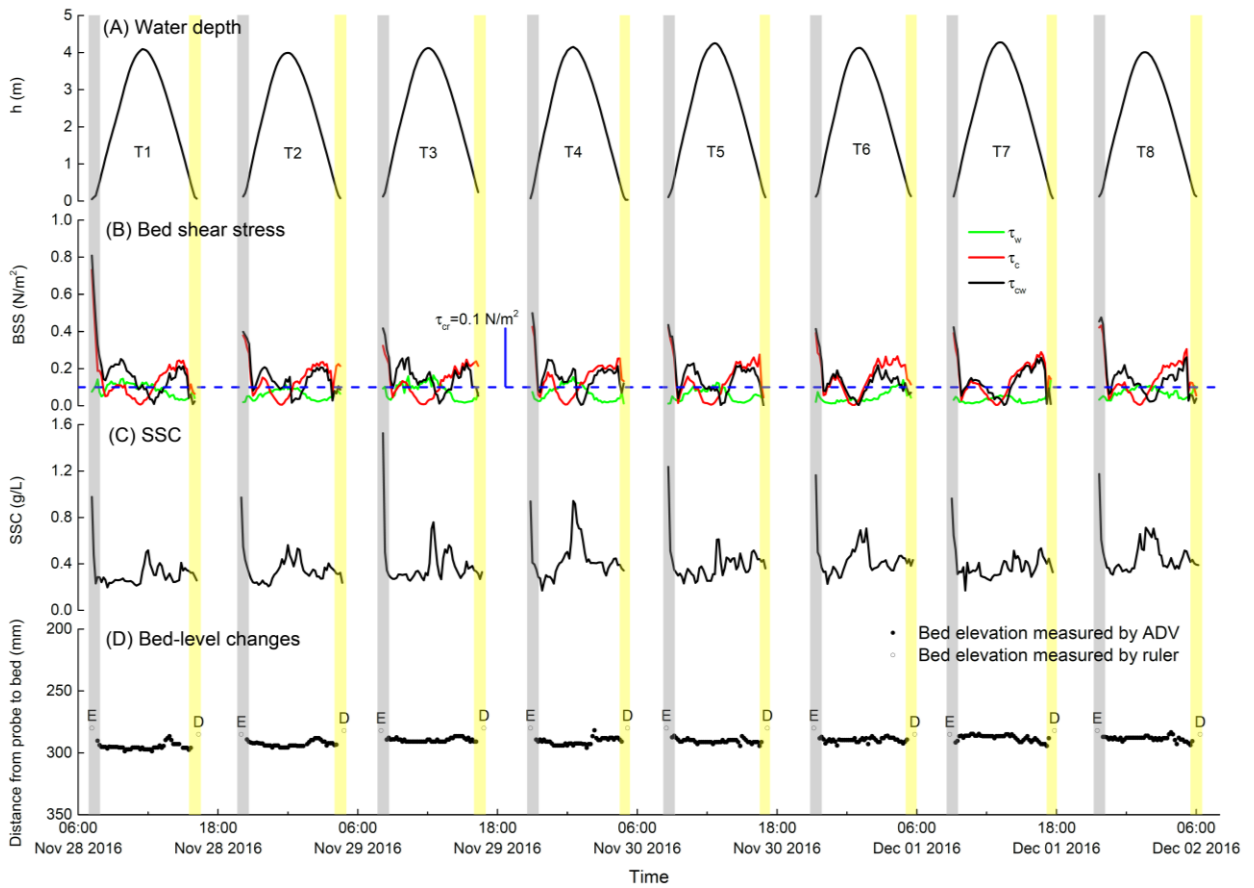 (A) Water depth
5
4
3
2
1
0
h (m)
T1 T2 T3 T4 T5 T6 T7 T8
(B) Bed shear stress
1.0
0.8
0.6
0.4
0.2
0.0
BSS (N/m²)
τcr=0.1 N/m²
τw
τc
τcw
(C) SSC
1.6
1.2
0.8
0.4
0.0
SSC (g/L)
(D) Bed-level changes
200
250
300
350
Distance from probe to bed (mm)
Bed elevation measured by ADV
Bed elevation measured by ruler
E D E D E D E D E D E D E D E D
06:00 18:00 06:00 18:00 06:00 18:00 06:00 18:00 06:00
Nov 28 2016 Nov 28 2016 Nov 29 2016 Nov 29 2016 Nov 30 2016 Nov 30 2016 Dec 01 2016 Dec 01 2016 Dec 02 2016
Time